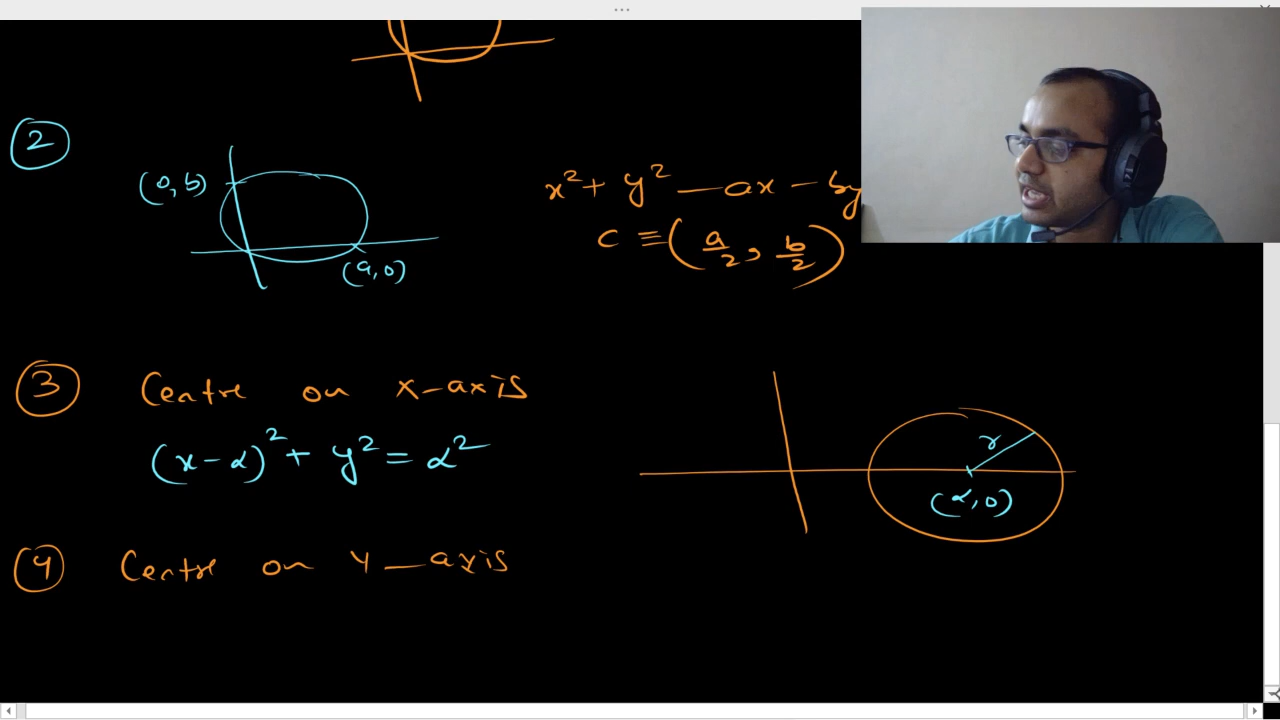 2
(0, b)
(a, 0)
x² + y² - ax - by
C ≡ (a/2, b/2)
3 Centre on X-axis
(x-α)² + y² = α²
r
(α, 0)
4 Centre on Y-axis